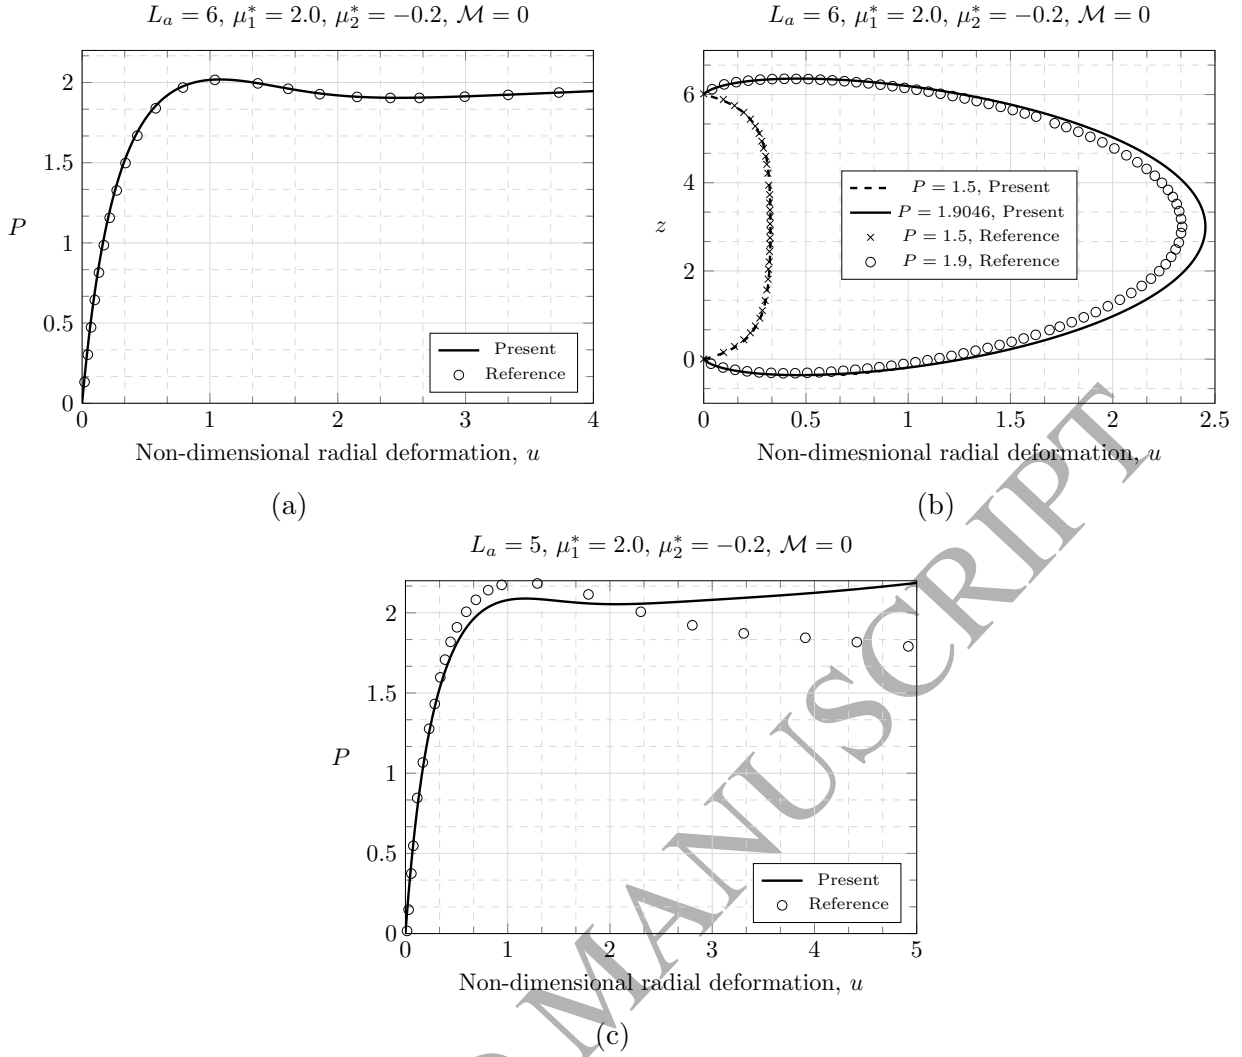 L_a = 6, μ_1^* = 2.0, μ_2^* = −0.2, ℳ = 0
P
2
1.5
1
0.5
0
0 1 2 3 4
Present
Reference
Non-dimensional radial deformation, u
(a)
L_a = 6, μ_1^* = 2.0, μ_2^* = −0.2, ℳ = 0
z
6
4
2
0
0 0.5 1 1.5 2 2.5
P = 1.5, Present
P = 1.9046, Present
P = 1.5, Reference
P = 1.9, Reference
Non-dimesnional radial deformation, u
(b)
L_a = 5, μ_1^* = 2.0, μ_2^* = −0.2, ℳ = 0
P
2
1.5
1
0.5
0
0 1 2 3 4 5
Present
Reference
Non-dimensional radial deformation, u
(c)
MANUSCRIPT